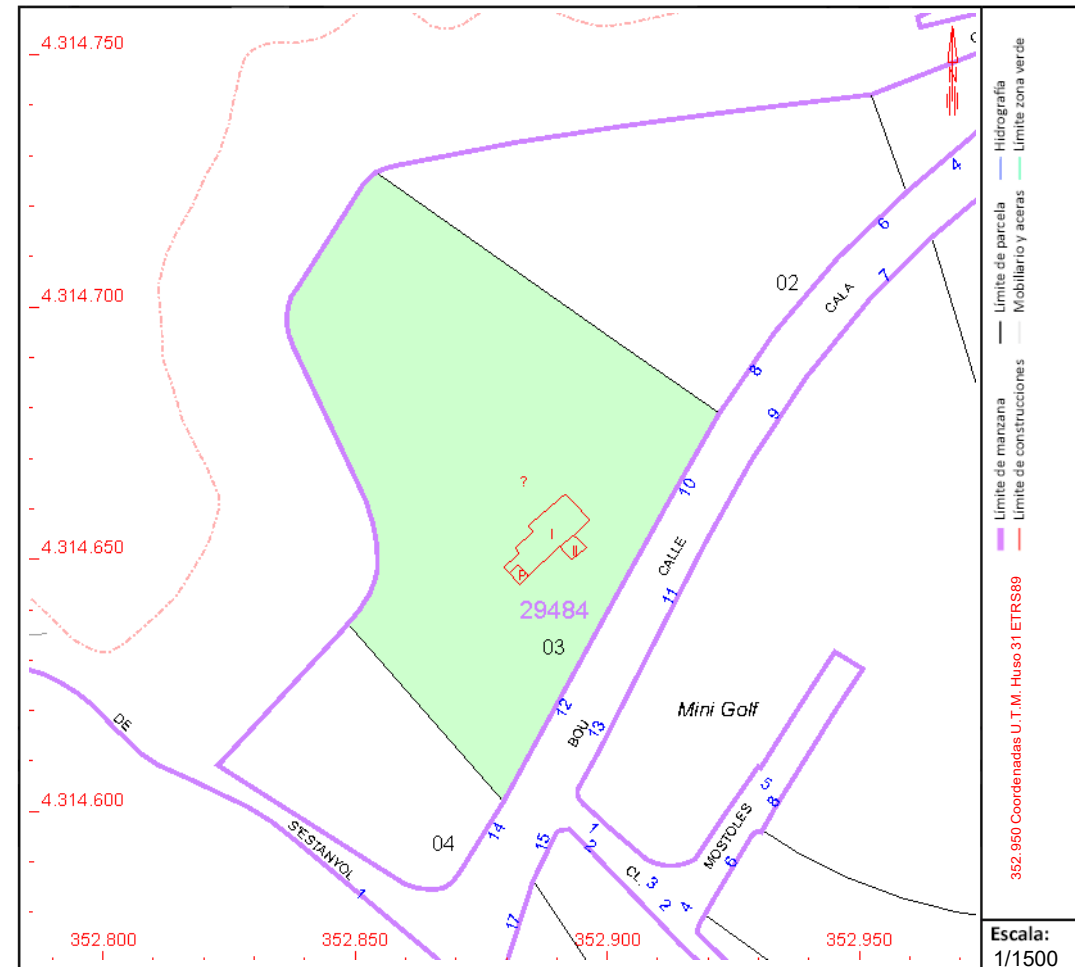 4.314.750
4.314.700
4.314.650
4.314.600
352.800
352.850
352.900
352.950
C
N
4
6
02
7
CALA
8
9
?
10
I
II
P
CALLE
29484
11
03
12
BOU
13
Mini Golf
DE
S
8
14
04
15
1
2
MOSTOLES
6
S'ESTANYOL
1
CL.
3
2
4
17
Hidrografía
Límite zona verde
Límite de parcela
Mobiliario y aceras
Límite de manzana
Límite de construcciones
352.950 Coordenadas U.T.M. Huso 31 ETRS89
Escala:
1/1500